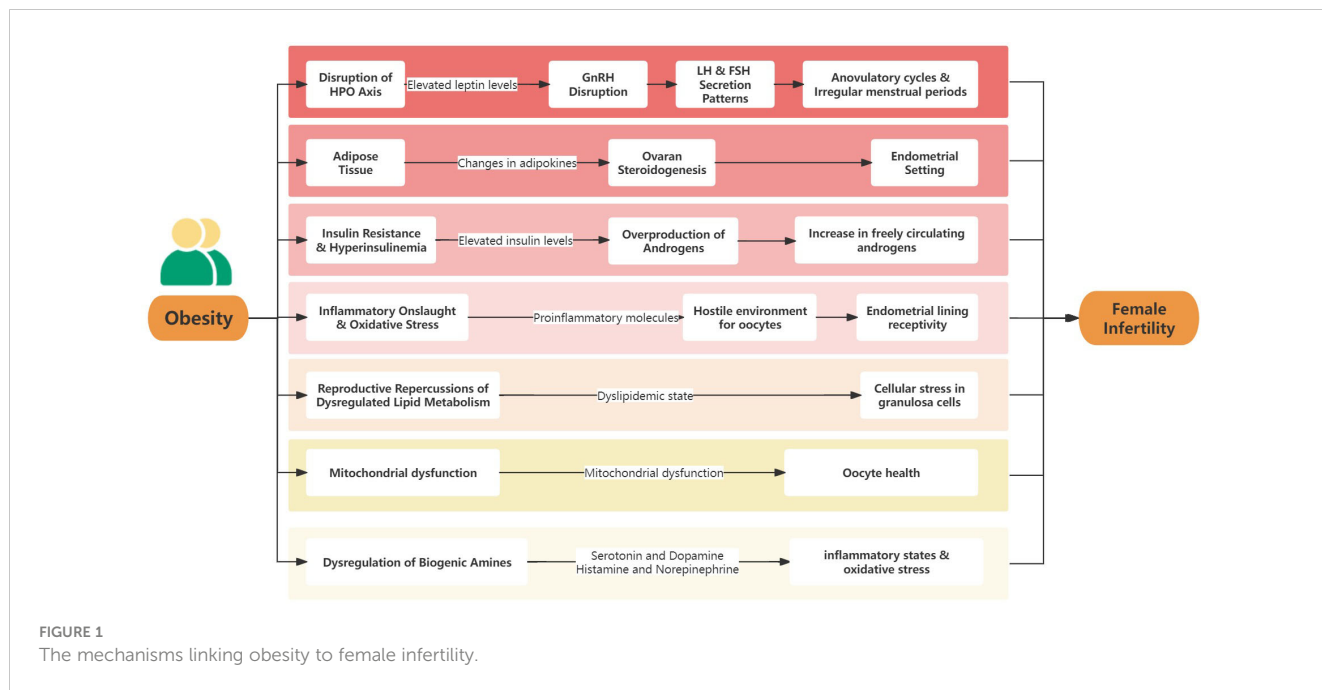 Disruption of
HPO Axis
Elevated leptin levels
GnRH
Disruption
LH & FSH
Secretion
Patterns
Anovulatory cycles &
Irregular menstrual periods
Adipose
Tissue
Changes in adipokines
Ovaran
Steroidogenesis
Endometrial
Setting
Insulin Resistance
& Hyperinsulinemia
Elevated insulin levels
Overproduction of
Androgens
Increase in freely circulating
androgens
Obesity
Inflammatory Onslaught
& Oxidative Stress
Proinflammatory molecules
Hostile environment
for oocytes
Endometrial lining
receptivity
Female
Infertility
Reproductive Repercussions of
Dysregulated Lipid Metabolism
Dyslipidemic state
Cellular stress in
granulosa cells
Mitochondrial dysfunction
Mitochondrial dysfunction
Oocyte health
Dysregulation of Biogenic Amines
Serotonin and Dopamine
Histamine and Norepinephrine
inflammatory states &
oxidative stress
FIGURE 1
The mechanisms linking obesity to female infertility.